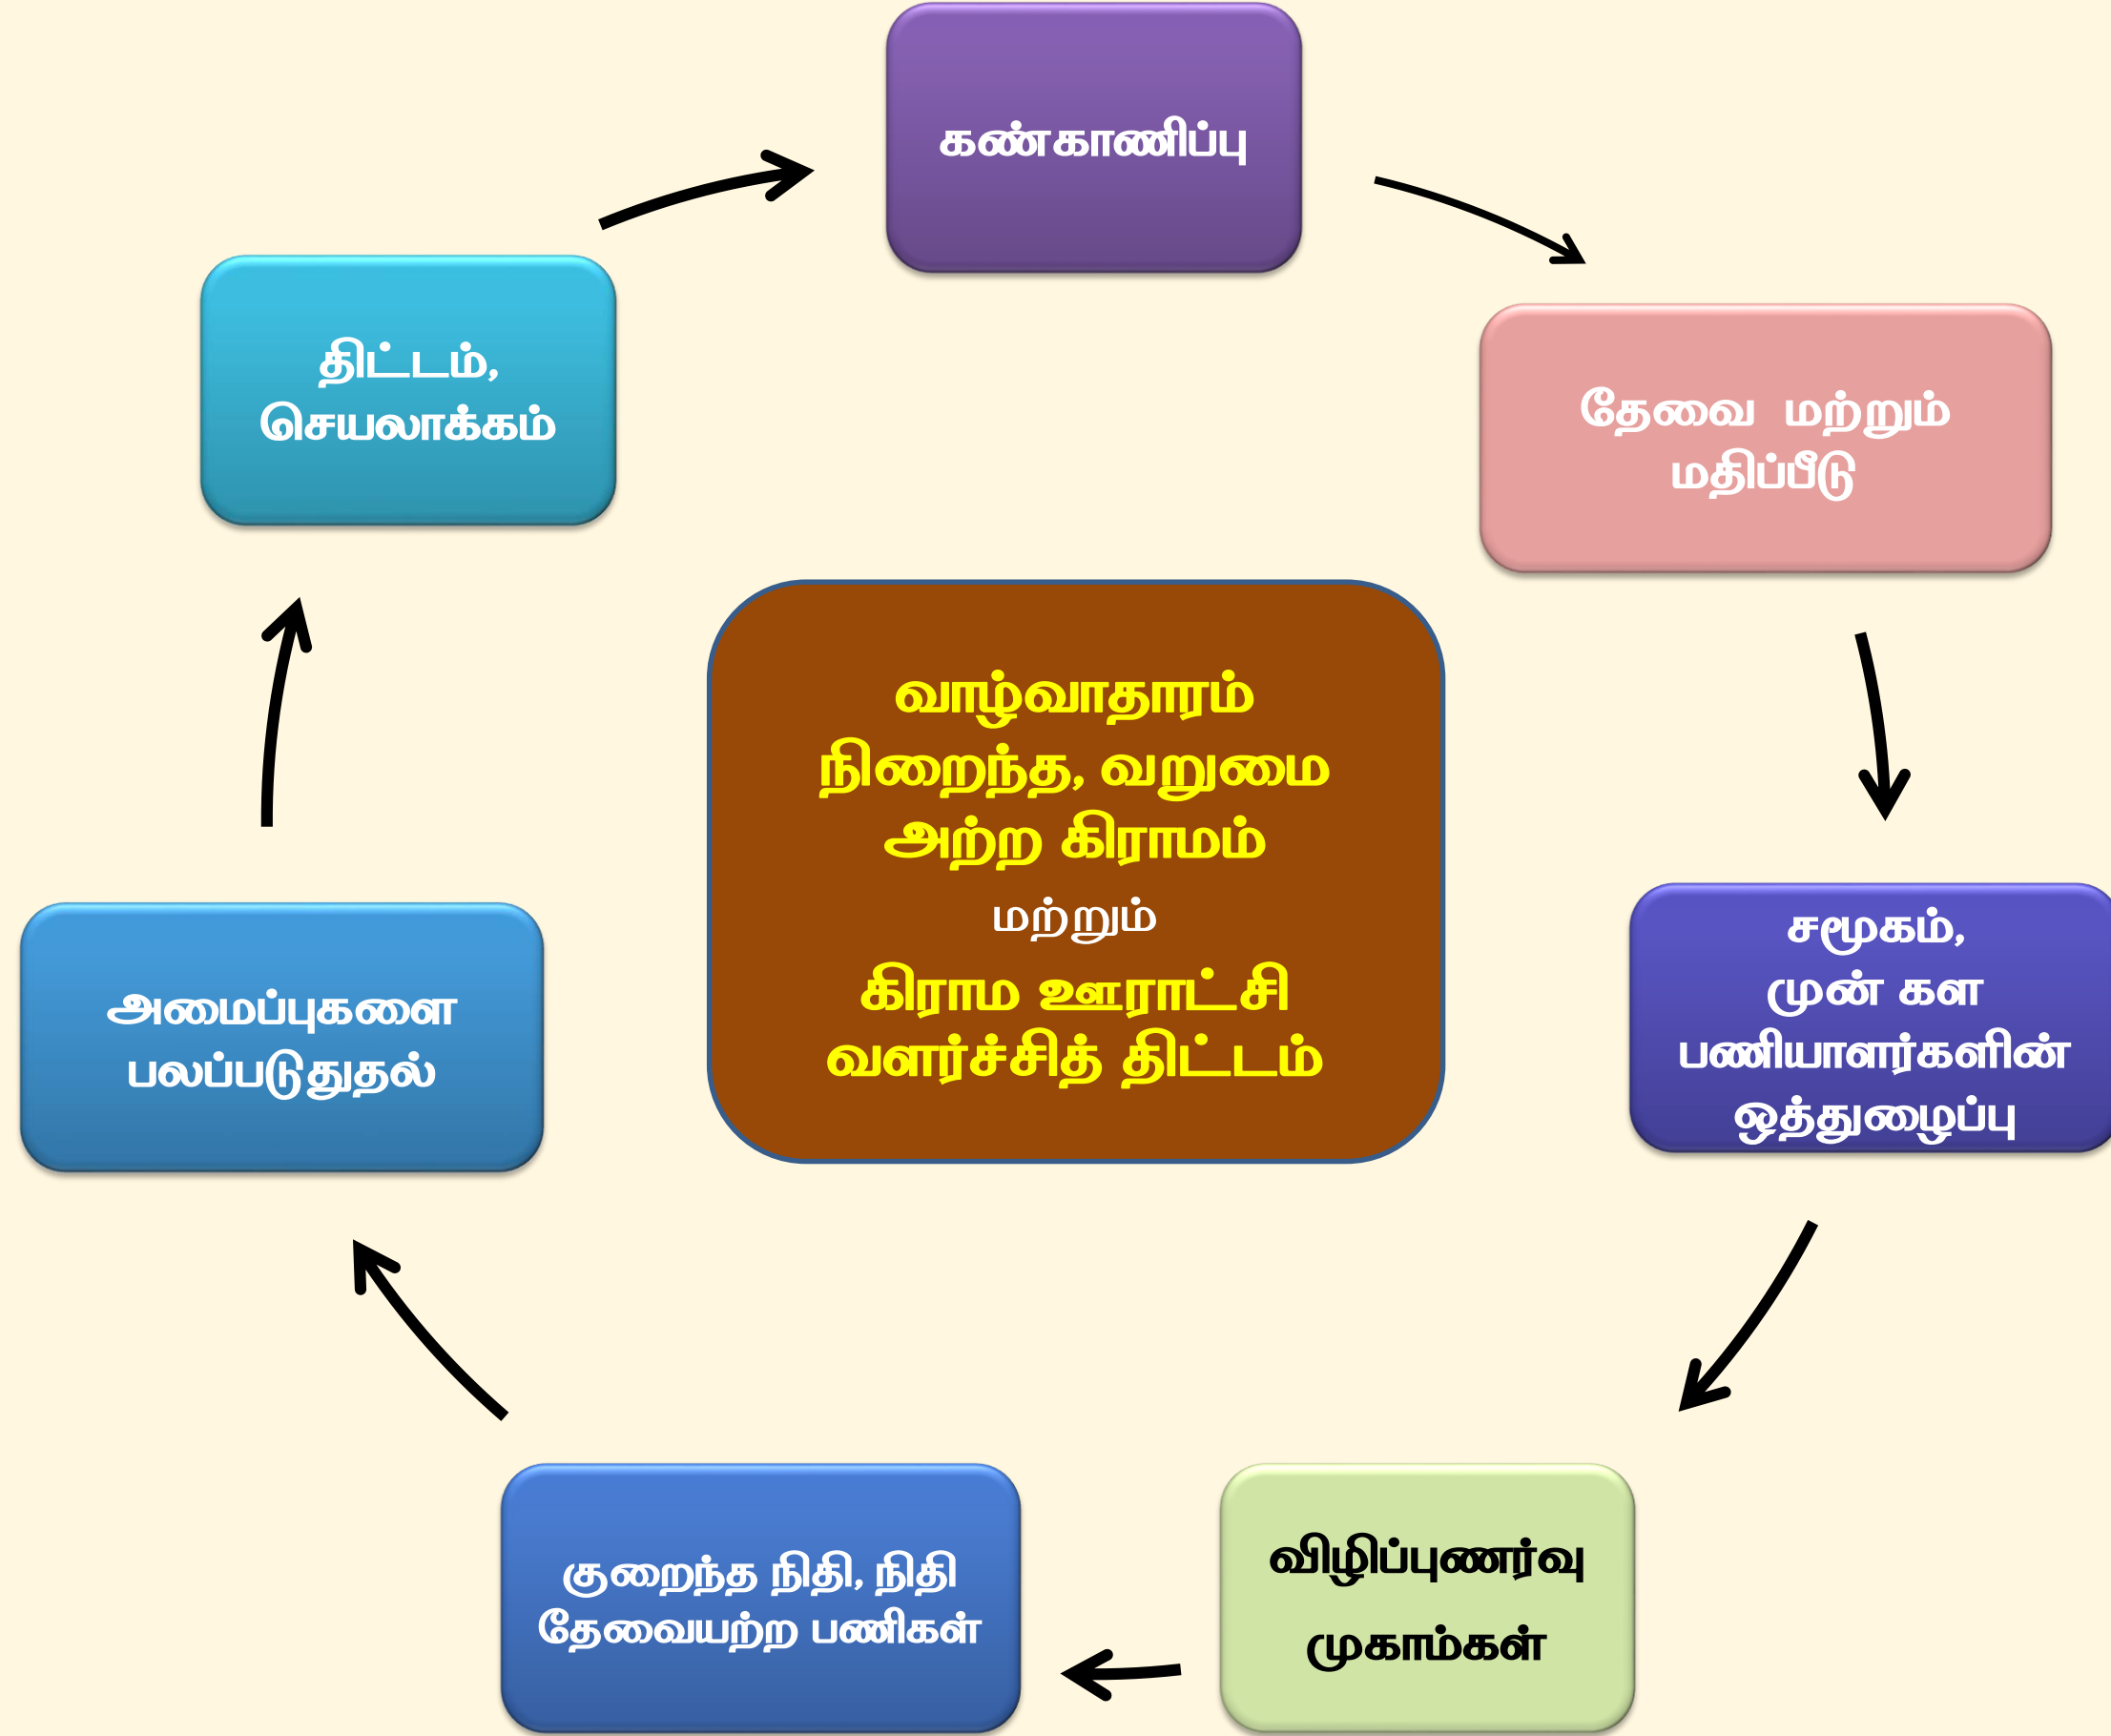 கண்காணிப்பு
தேவை மற்றும்
மதிப்பீடு
சமூகம்,
முன் கள
பணியாளர்களின்
ஒத்துழைப்பு
விழிப்புணர்வு
முகாம்கள்
குறைந்த நிதி, நிதி
தேவையற்ற பணிகள்
அமைப்புகளை
பலப்படுதுதல்
திட்டம்,
செயலாக்கம்
வாழ்வாதாரம்
நிறைந்த, வறுமை
அற்ற கிராமம்
மற்றும்
கிராம ஊராட்சி
வளர்ச்சித் திட்டம்